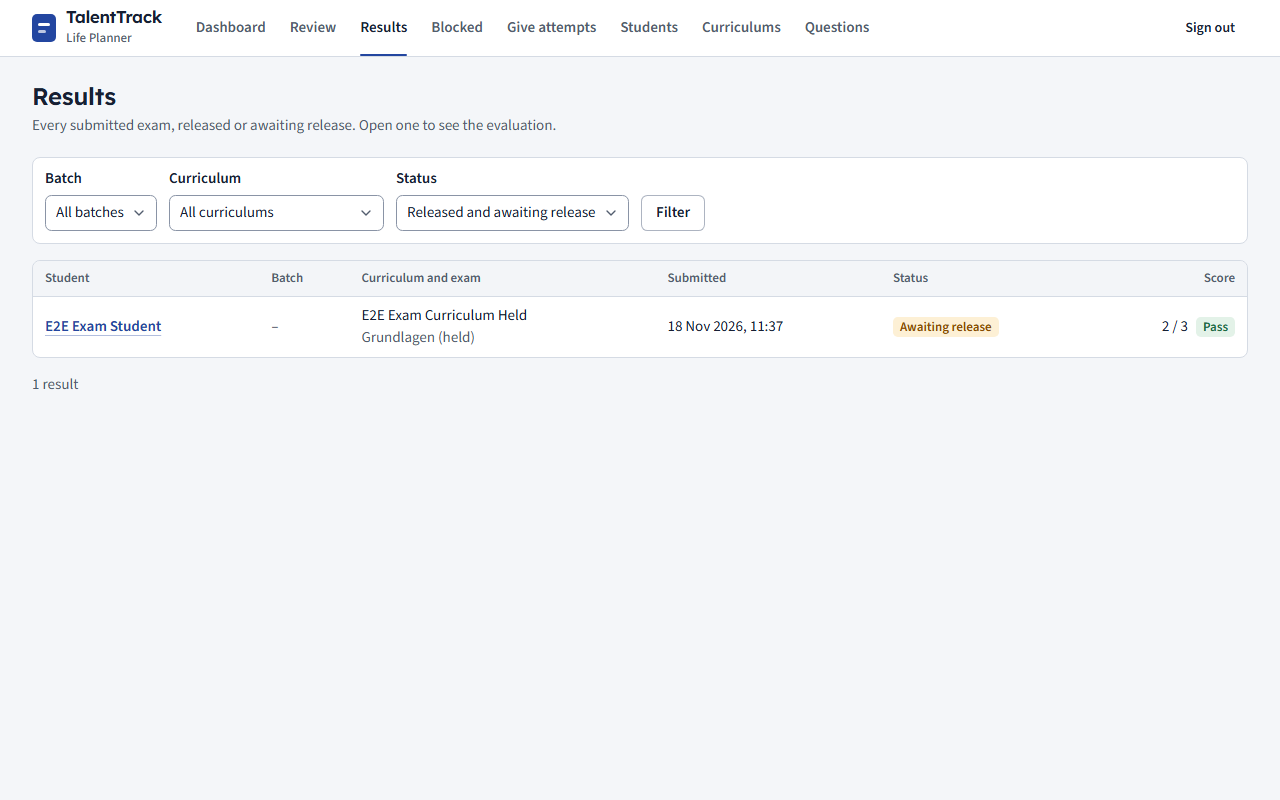 TalentTrack
Life Planner
Dashboard Review Results Blocked Give attempts Students Curriculums Questions Sign out
Results
Every submitted exam, released or awaiting release. Open one to see the evaluation.
Batch Curriculum Status
All batches All curriculums Released and awaiting release Filter
Student Batch Curriculum and exam Submitted Status Score
E2E Exam Student – E2E Exam Curriculum Held 18 Nov 2026, 11:37 Awaiting release 2 / 3 Pass
Grundlagen (held)
1 result